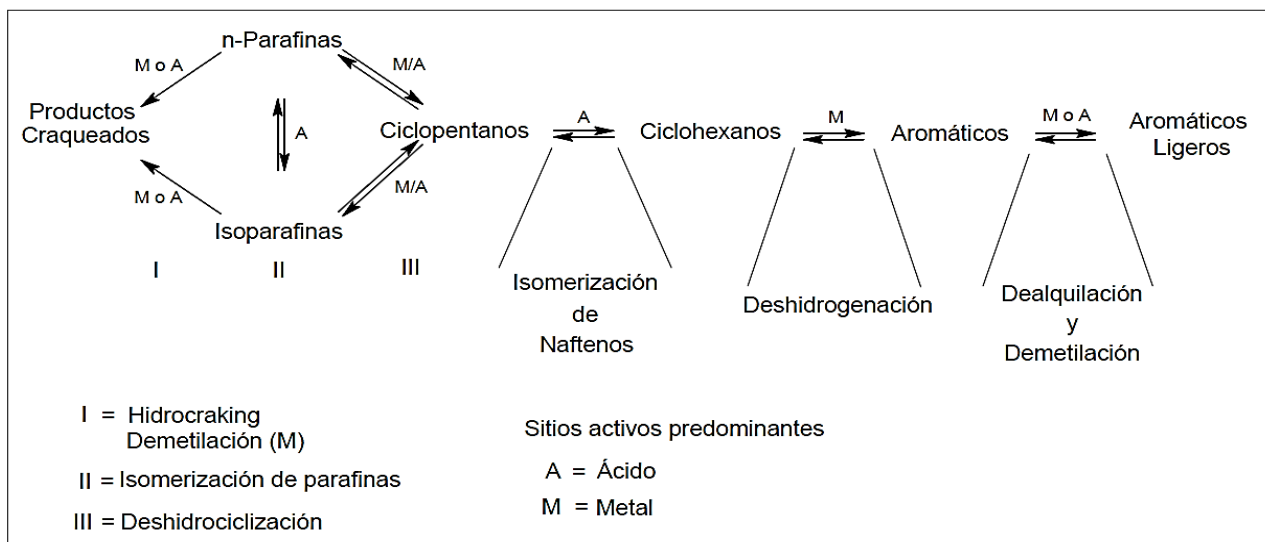 n-Parafinas
M o A
M/A
Productos
Craqueados
A
Ciclopentanos
A
Ciclohexanos
M
Aromáticos
M o A
Aromáticos
Ligeros
M o A
M/A
Isoparafinas
I
II
III
Isomerización
de
Naftenos
Deshidrogenación
Dealquilación
y
Demetilación
I = Hidrocraking
Demetilación (M)
II = Isomerización de parafinas
III = Deshidrociclización
Sitios activos predominantes
A = Ácido
M = Metal